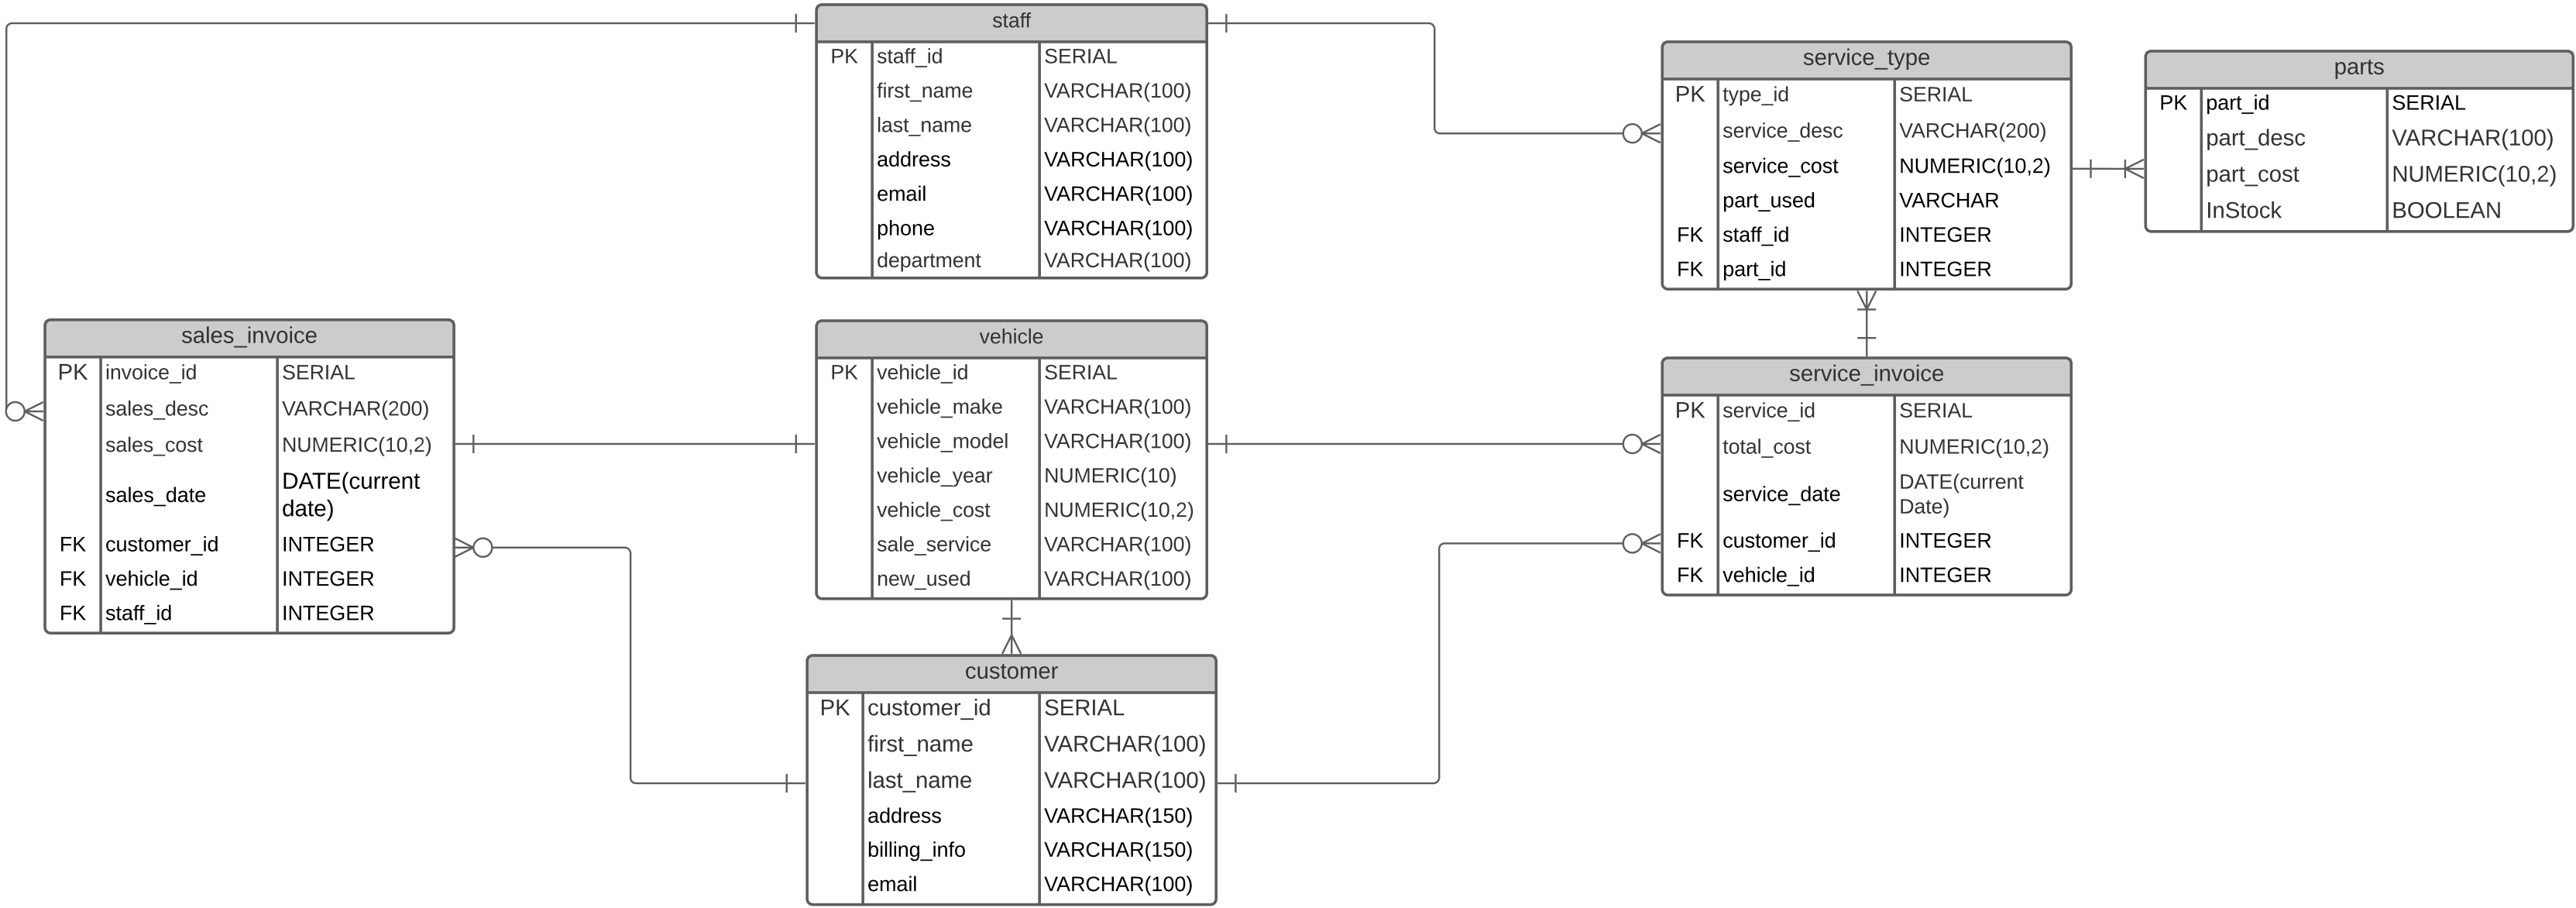 staff
PK staff_id SERIAL
first_name VARCHAR(100)
last_name VARCHAR(100)
address VARCHAR(100)
email VARCHAR(100)
phone VARCHAR(100)
department VARCHAR(100)
service_type
PK type_id SERIAL
service_desc VARCHAR(200)
service_cost NUMERIC(10,2)
part_used VARCHAR
FK staff_id INTEGER
FK part_id INTEGER
parts
PK part_id SERIAL
part_desc VARCHAR(100)
part_cost NUMERIC(10,2)
InStock BOOLEAN
sales_invoice
PK invoice_id SERIAL
sales_desc VARCHAR(200)
sales_cost NUMERIC(10,2)
sales_date DATE(current
date)
FK customer_id INTEGER
FK vehicle_id INTEGER
FK staff_id INTEGER
vehicle
PK vehicle_id SERIAL
vehicle_make VARCHAR(100)
vehicle_model VARCHAR(100)
vehicle_year NUMERIC(10)
vehicle_cost NUMERIC(10,2)
sale_service VARCHAR(100)
new_used VARCHAR(100)
service_invoice
PK service_id SERIAL
total_cost NUMERIC(10,2)
service_date DATE(current
Date)
FK customer_id INTEGER
FK vehicle_id INTEGER
customer
PK customer_id SERIAL
first_name VARCHAR(100)
last_name VARCHAR(100)
address VARCHAR(150)
billing_info VARCHAR(150)
email VARCHAR(100)